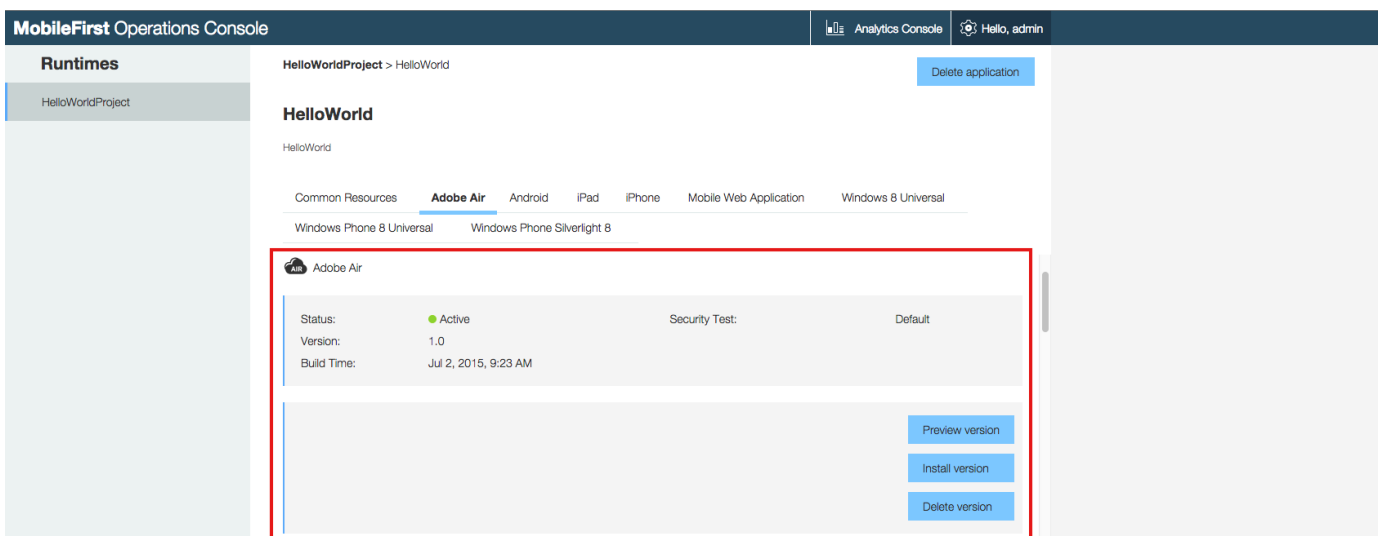 MobileFirst Operations Console
Analytics Console
Hello, admin
Runtimes
HelloWorldProject
HelloWorldProject > HelloWorld
Delete application
HelloWorld
HelloWorld
Common Resources Adobe Air Android iPad iPhone Mobile Web Application Windows 8 Universal
Windows Phone 8 Universal Windows Phone Silverlight 8
AIR Adobe Air
Status: Active Security Test: Default
Version: 1.0
Build Time: Jul 2, 2015, 9:23 AM
Preview version
Install version
Delete version